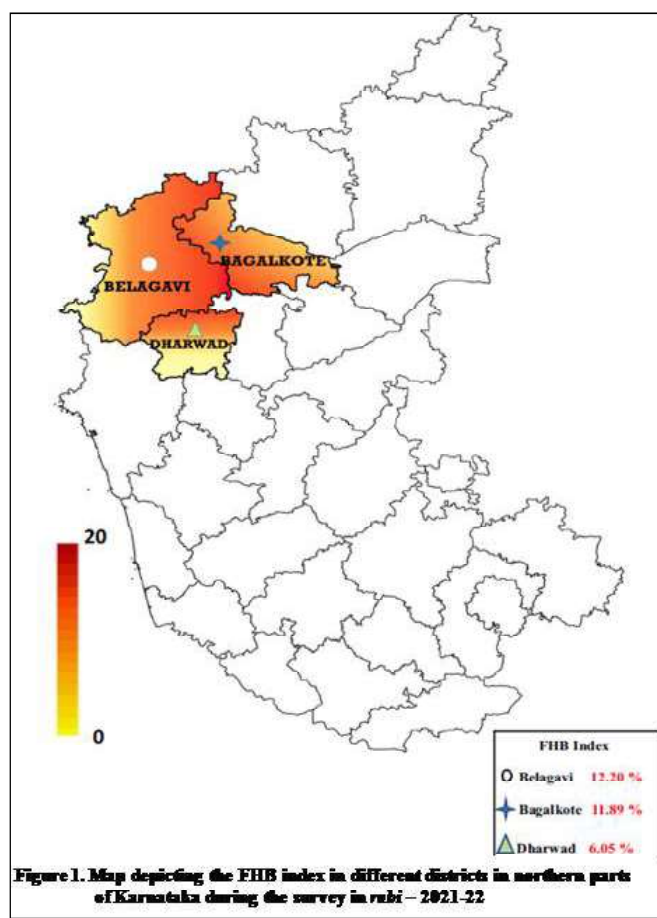 BAGALKOTE
BELAGAVI
DHARWAD
20
0
FHB Index
Belagavi 12.20 %
Bagalkote 11.89 %
Dharwad 6.05 %
Figure 1. Map depicting the FHB index in different districts in northern parts
of Karnataka during the survey in rabi – 2021-22